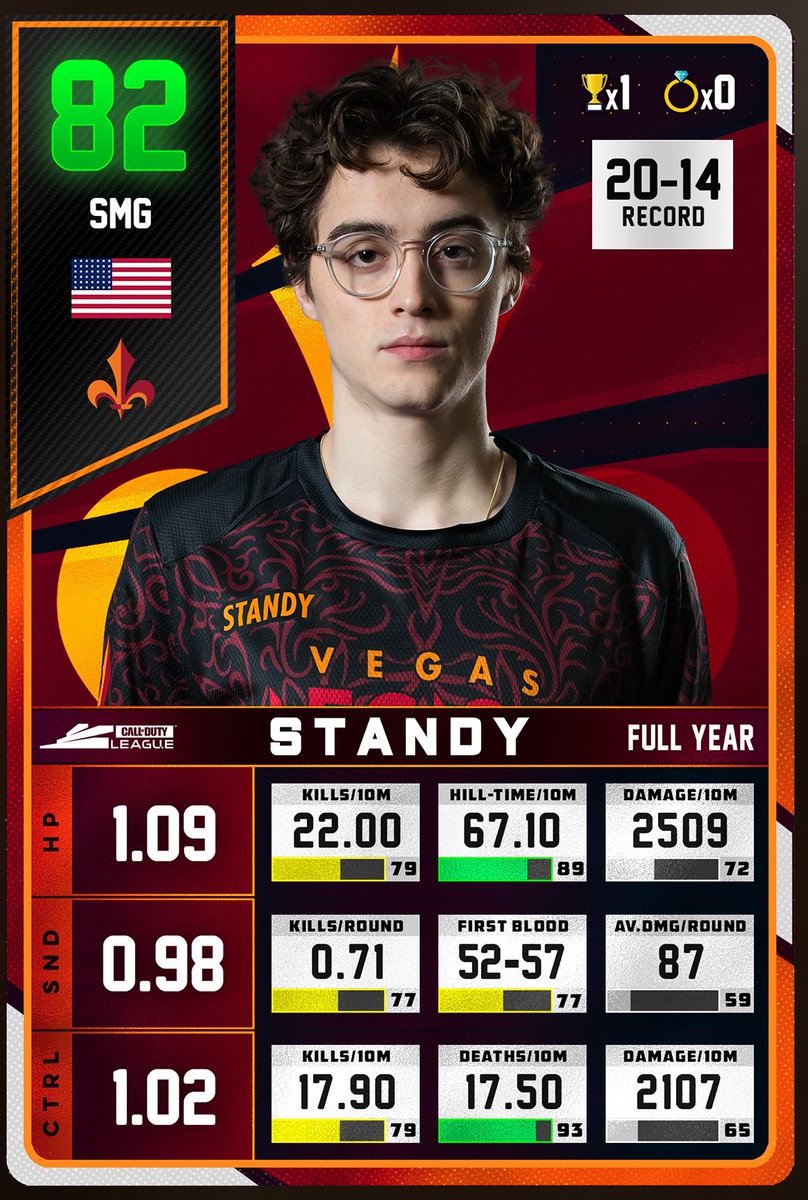 82
SMG
x1 x0
20-14
RECORD
STANDY
VEGAS
CALL OF DUTY
LEAGUE
STANDY
FULL YEAR
HP
1.09
KILLS/10M
22.00
79
HILL-TIME/10M
67.10
89
DAMAGE/10M
2509
72
SND
0.98
KILLS/ROUND
0.71
77
FIRST BLOOD
52-57
77
AV.DMG/ROUND
87
59
CTRL
1.02
KILLS/10M
17.90
79
DEATHS/10M
17.50
93
DAMAGE/10M
2107
65